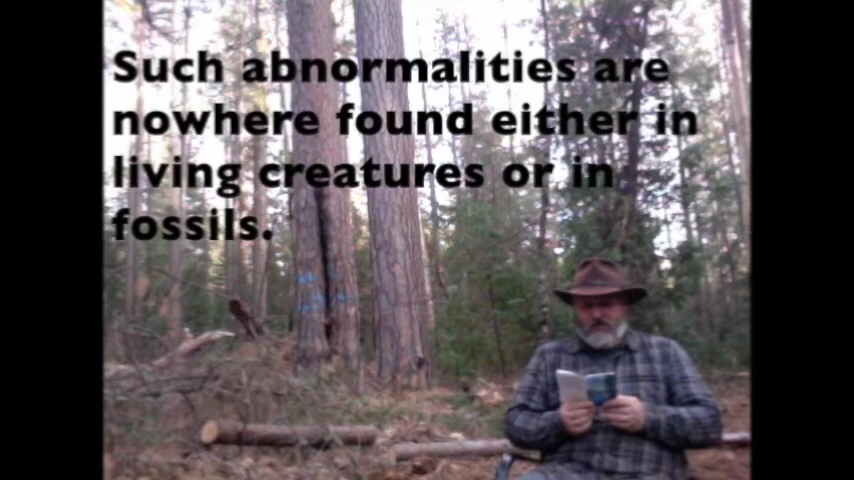 Such abnormalities are
nowhere found either in
living creatures or in
fossils.